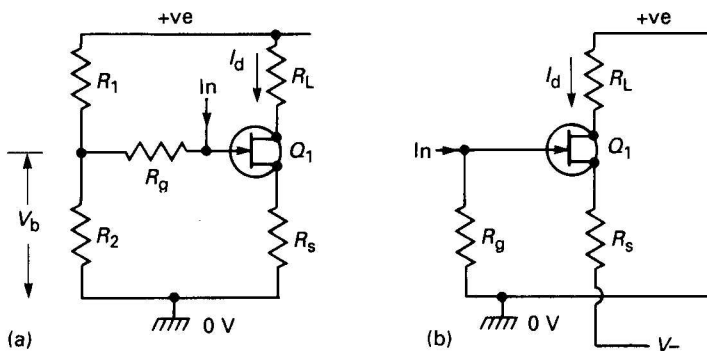 +ve
R1
Id
RL
In
Q1
Rg
Vb
R2
Rs
0 V
(a)
+ve
Id
RL
In
Q1
Rg
Rs
0 V
(b)
V–